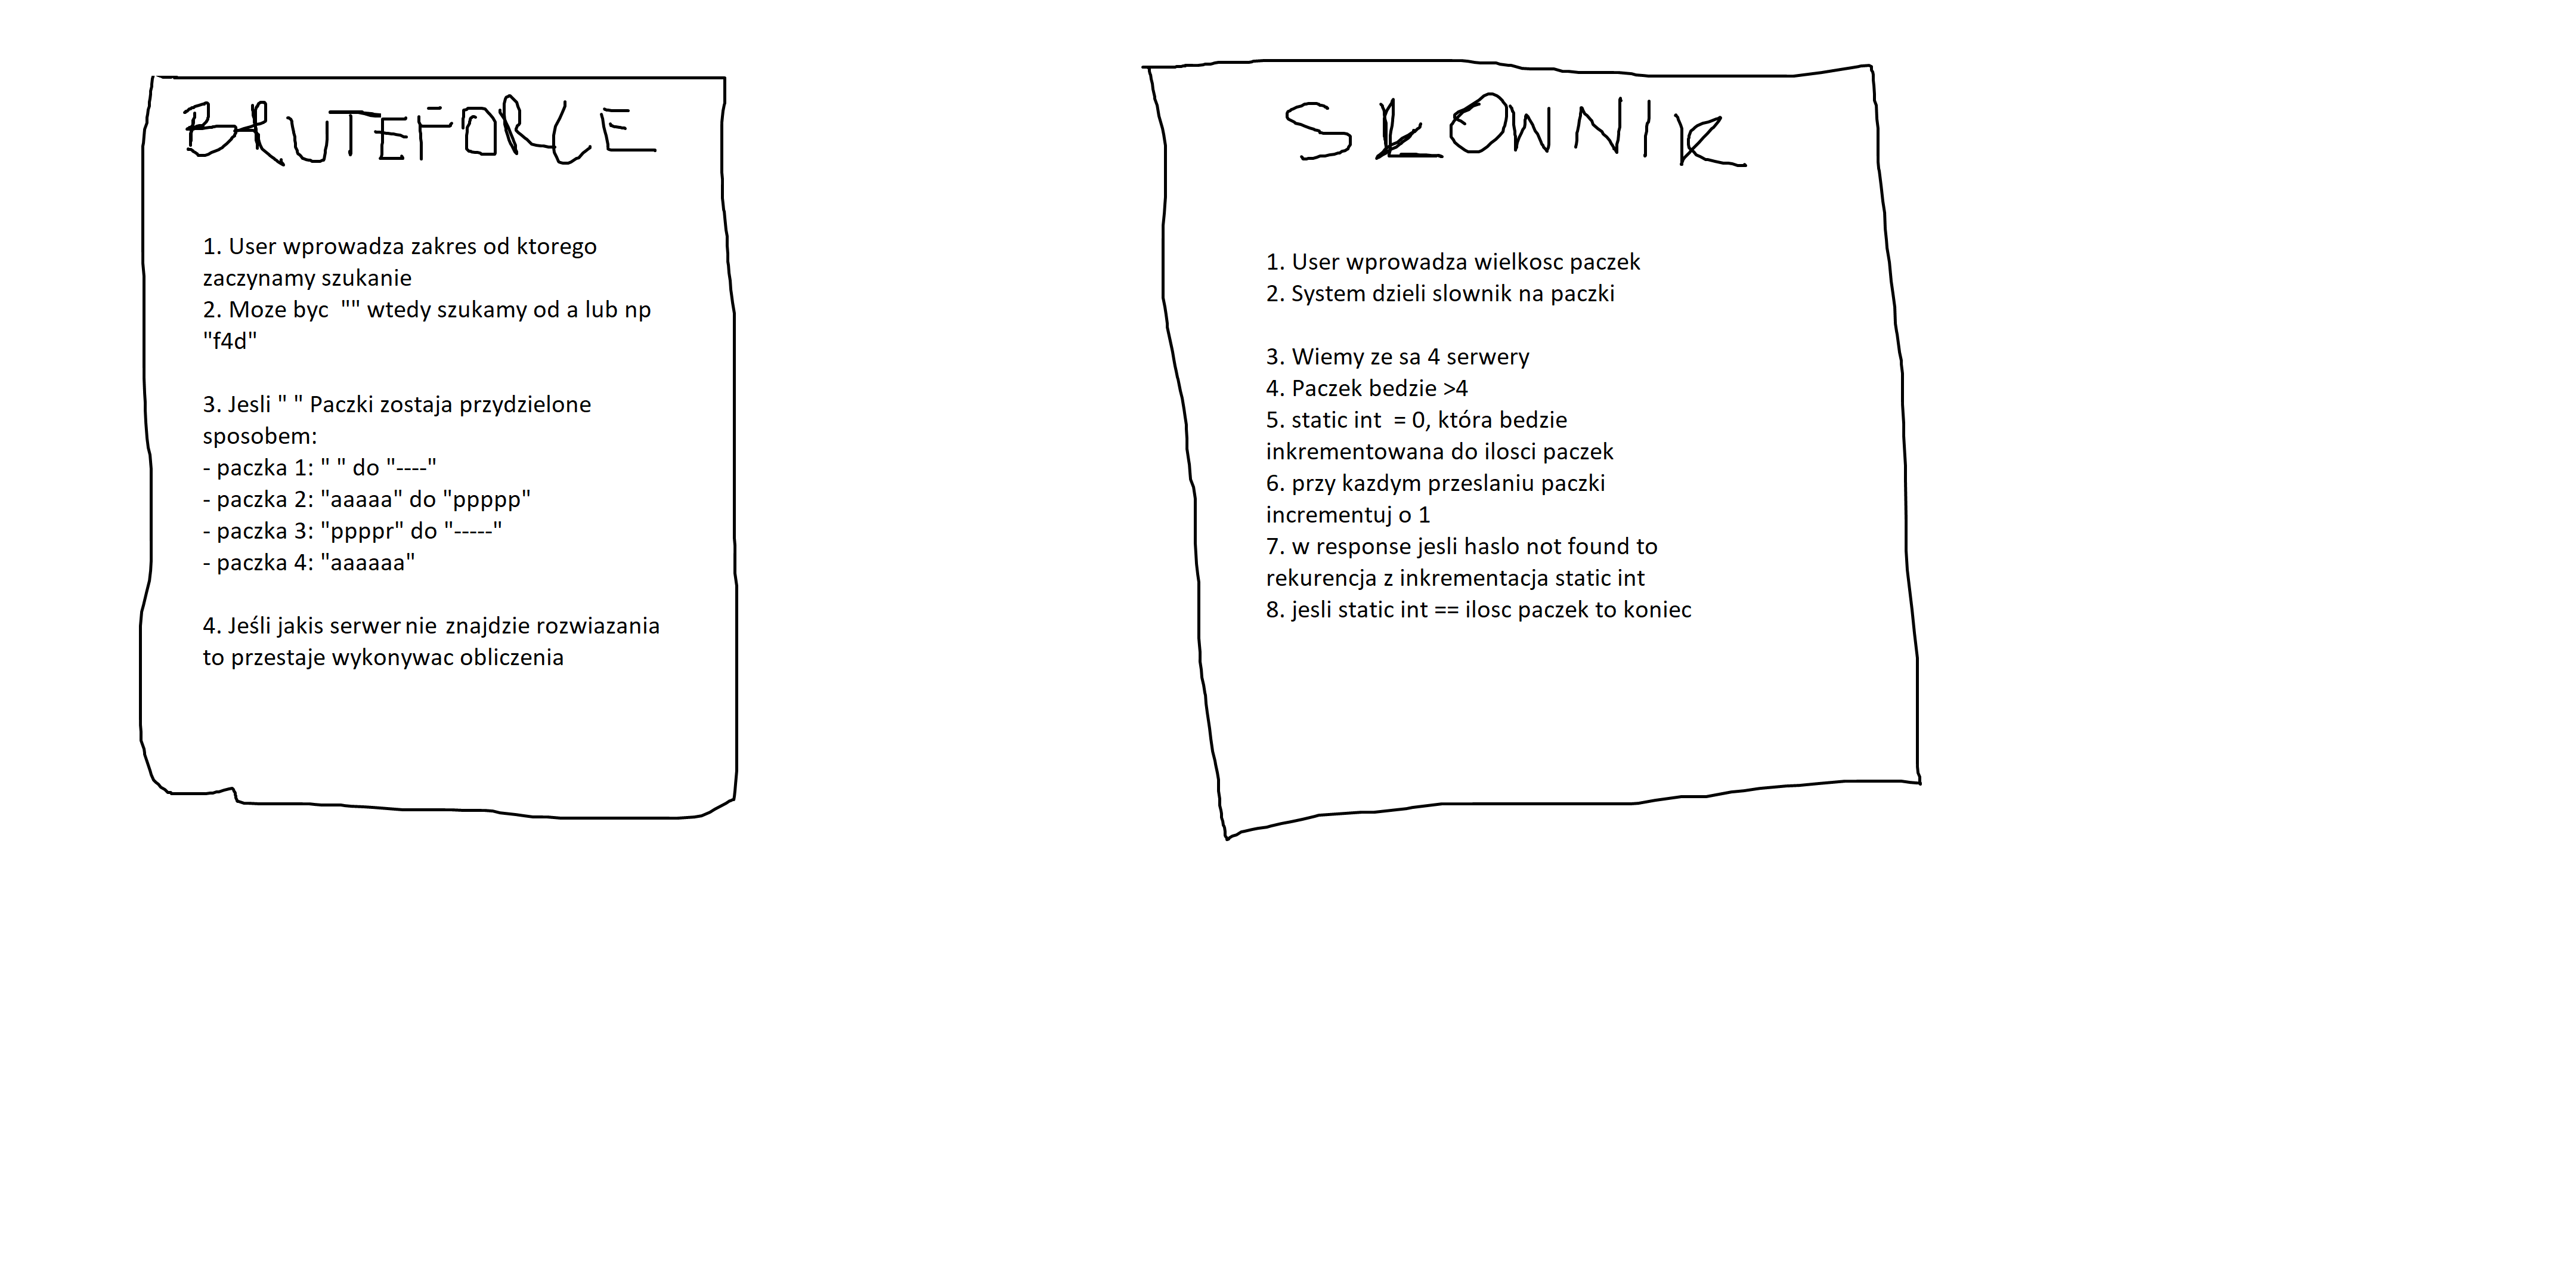 BRUTEFORCE
1. User wprowadza zakres od ktorego
zaczynamy szukanie
2. Moze byc "" wtedy szukamy od a lub np
"f4d"
3. Jesli " " Paczki zostaja przydzielone
sposobem:
- paczka 1: " " do "----"
- paczka 2: "aaaaa" do "ppppp"
- paczka 3: "ppppr" do "-----"
- paczka 4: "aaaaaa"
4. Jeśli jakis serwer nie znajdzie rozwiazania
to przestaje wykonywac obliczenia
SŁOWNIK
1. User wprowadza wielkosc paczek
2. System dzieli slownik na paczki
3. Wiemy ze sa 4 serwery
4. Paczek bedzie >4
5. static int = 0, która bedzie
inkrementowana do ilosci paczek
6. przy kazdym przeslaniu paczki
incrementuj o 1
7. w response jesli haslo not found to
rekurencja z inkrementacja static int
8. jesli static int == ilosc paczek to koniec